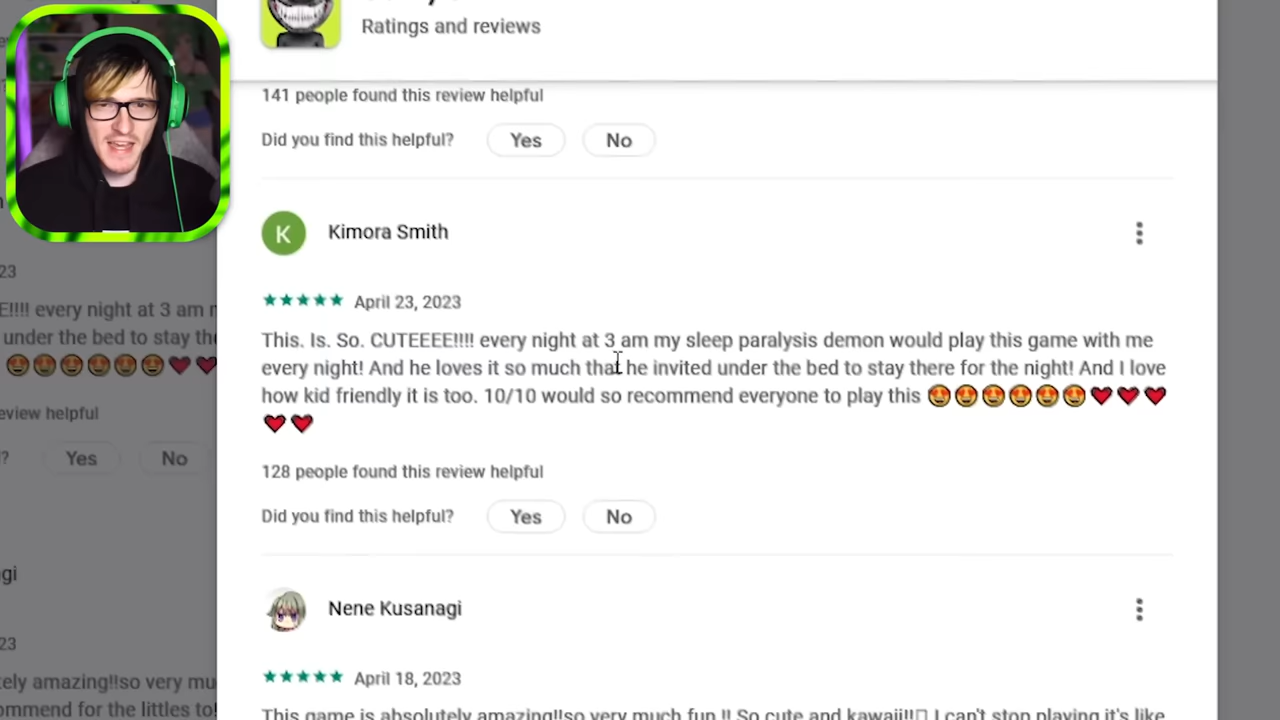 Ratings and reviews
141 people found this review helpful
Did you find this helpful? Yes No
K Kimora Smith
April 23, 2023
This. Is. So. CUTEEEE!!!! every night at 3 am my sleep paralysis demon would play this game with me
every night! And he loves it so much that he invited under the bed to stay there for the night! And I love
how kid friendly it is too. 10/10 would so recommend everyone to play this 😍😍😍😍😍😍❤️❤️❤️
❤️❤️
128 people found this review helpful
Did you find this helpful? Yes No
Nene Kusanagi
April 18, 2023
This game is absolutely amazing!!so very much fun !! So cute and kawaii!! I can't stop playing it's like
23
E!!!! every night at 3 am
under the bed to stay
😍😍😍😍😍😍❤️❤️
review helpful
? Yes No
gi
23
tely amazing!!so very mu
ommend for the littles to!